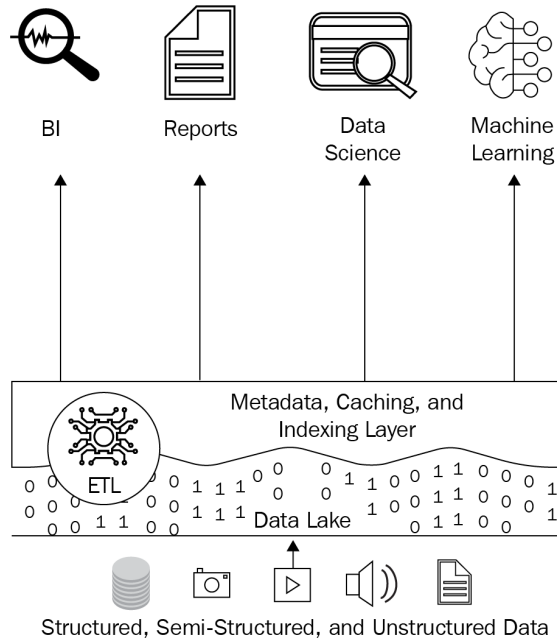 BI
Reports
Data
Science
Machine
Learning
Metadata, Caching, and
Indexing Layer
ETL
Data Lake
Structured, Semi-Structured, and Unstructured Data